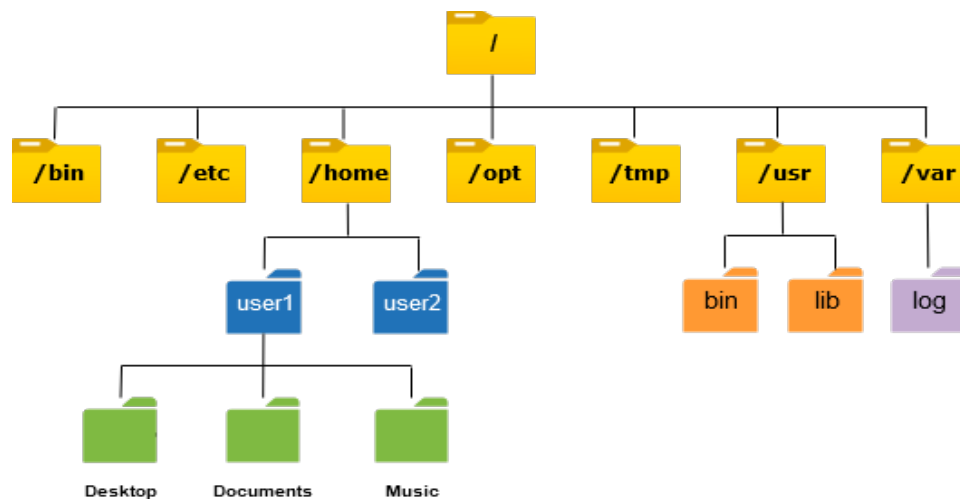 /
/bin /etc /home /opt /tmp /usr /var
user1 user2 bin lib log
Desktop Documents Music